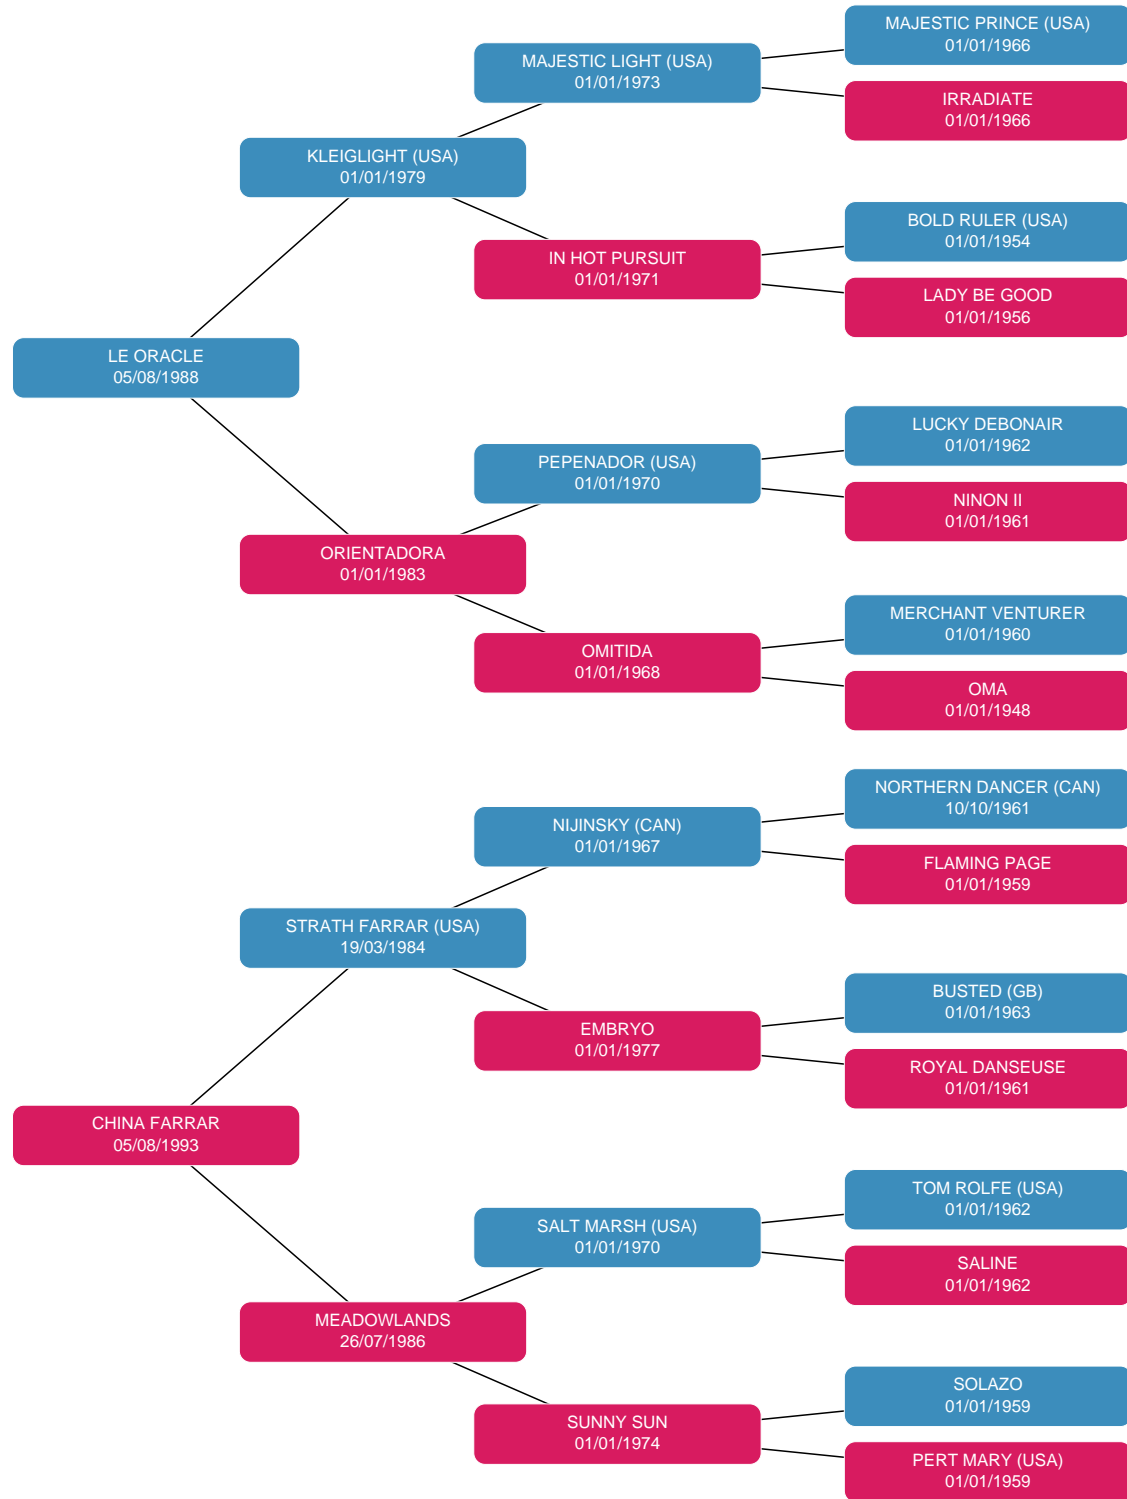 MAJESTIC PRINCE (USA)
01/01/1966
MAJESTIC LIGHT (USA)
01/01/1973
IRRADIATE
01/01/1966
KLEIGLIGHT (USA)
01/01/1979
BOLD RULER (USA)
01/01/1954
IN HOT PURSUIT
01/01/1971
LADY BE GOOD
01/01/1956
LE ORACLE
05/08/1988
LUCKY DEBONAIR
01/01/1962
PEPENADOR (USA)
01/01/1970
NINON II
01/01/1961
ORIENTADORA
01/01/1983
MERCHANT VENTURER
01/01/1960
OMITIDA
01/01/1968
OMA
01/01/1948
NORTHERN DANCER (CAN)
10/10/1961
NIJINSKY (CAN)
01/01/1967
FLAMING PAGE
01/01/1959
STRATH FARRAR (USA)
19/03/1984
BUSTED (GB)
01/01/1963
EMBRYO
01/01/1977
ROYAL DANSEUSE
01/01/1961
CHINA FARRAR
05/08/1993
TOM ROLFE (USA)
01/01/1962
SALT MARSH (USA)
01/01/1970
SALINE
01/01/1962
MEADOWLANDS
26/07/1986
SOLAZO
01/01/1959
SUNNY SUN
01/01/1974
PERT MARY (USA)
01/01/1959